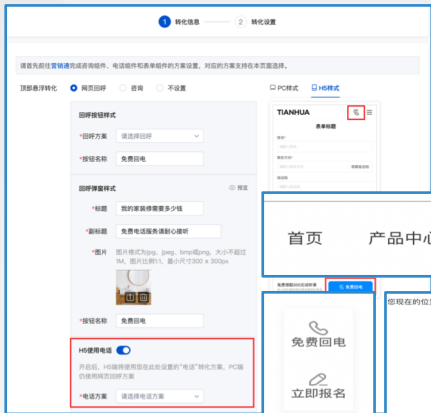 1 转化信息 2 转化设置
请首先前往营销通完成咨询组件、电话组件和表单组件的方案设置，对应的方案支持在本页面选择。
顶部悬浮转化 网页回呼 咨询 不设置
PC样式 H5样式
回呼按钮样式
*回呼方案 请选择回呼
*按钮名称 免费回电
回呼弹窗样式 预览
*标题 我的家装修需要多少钱
*副标题 免费电话服务请耐心接听
*图片 图片格式为jpg、jpeg、bmp或png，大小不超过
1M，图片比例1:1，最小尺寸300 x 300px
*按钮名称 免费回电
H5使用电话
开启后，H5端将使用您在此处设置的“电话”转化方案，PC端
仍使用网页回呼方案
*电话方案 请选择电话方案
TIANHUA
表单标题
首页 产品中心
免费回电
免费回电
立即报名
您现在的位